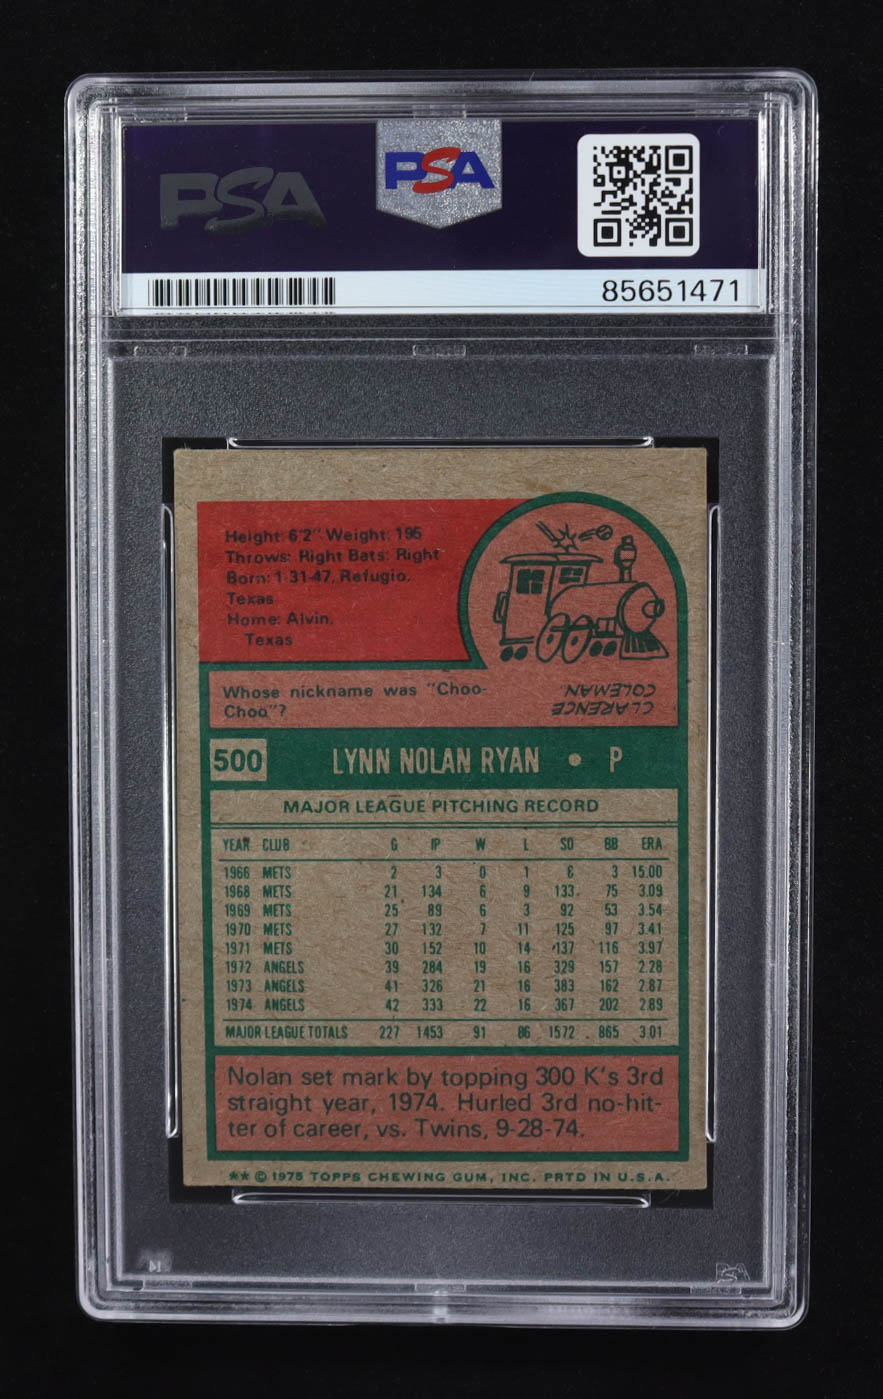 PSA
PSA
85651471
Height: 6'2" Weight: 195
Throws: Right Bats: Right
Born: 1-31-47, Refugio,
Texas
Home: Alvin,
Texas
Whose nickname was "Choo-
Choo"?
CLARENCE
COLEMAN.
500 LYNN NOLAN RYAN • P
MAJOR LEAGUE PITCHING RECORD
YEAR CLUB G IP W L SO BB ERA
1966 METS 2 3 0 1 6 3 15.00
1968 METS 21 134 6 9 133 75 3.09
1969 METS 25 89 6 3 92 53 3.54
1970 METS 27 132 7 11 125 97 3.41
1971 METS 30 152 10 14 137 116 3.97
1972 ANGELS 39 284 19 16 329 157 2.28
1973 ANGELS 41 326 21 16 383 162 2.87
1974 ANGELS 42 333 22 16 367 202 2.89
MAJOR LEAGUE TOTALS 227 1453 91 86 1572 865 3.01
Nolan set mark by topping 300 K's 3rd
straight year, 1974. Hurled 3rd no-hit-
ter of career, vs. Twins, 9-28-74.
** © 1975 TOPPS CHEWING GUM, INC. PRTD IN U.S.A.
PSA